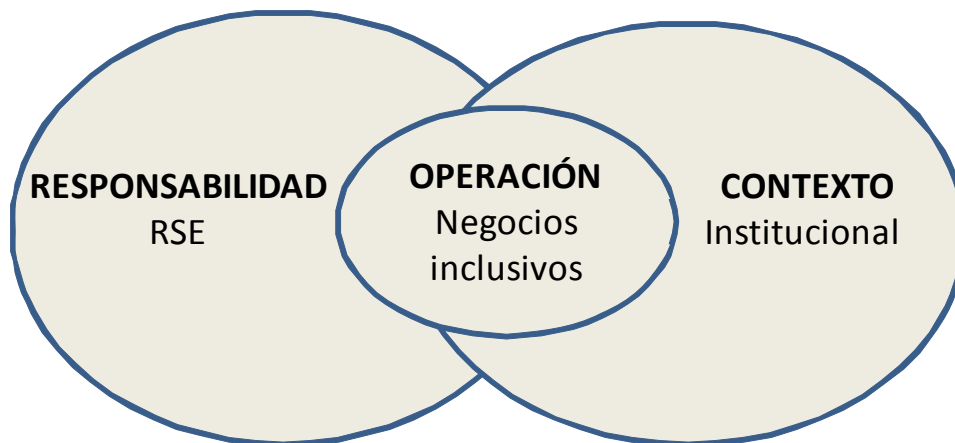 RESPONSABILIDAD
RSE
OPERACIÓN
Negocios
inclusivos
CONTEXTO
Institucional